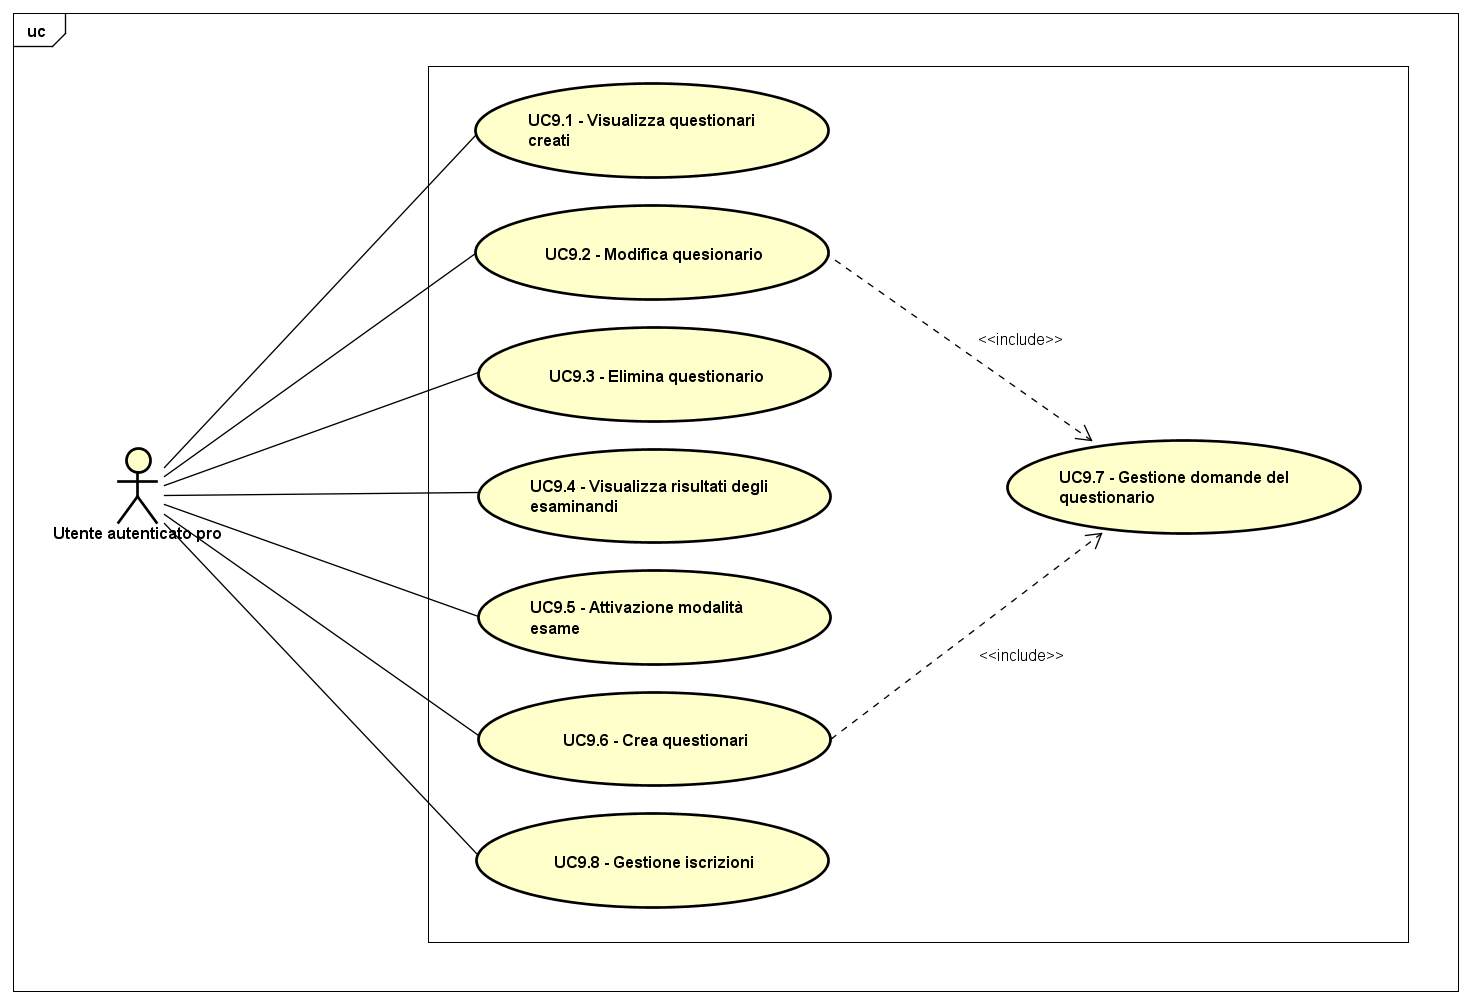 uc
UC9.1 - Visualizza questionari
creati
UC9.2 - Modifica quesionario
<<include>>
UC9.3 - Elimina questionario
UC9.4 - Visualizza risultati degli
esaminandi
UC9.7 - Gestione domande del
questionario
Utente autenticato pro
UC9.5 - Attivazione modalità
esame
<<include>>
UC9.6 - Crea questionari
UC9.8 - Gestione iscrizioni